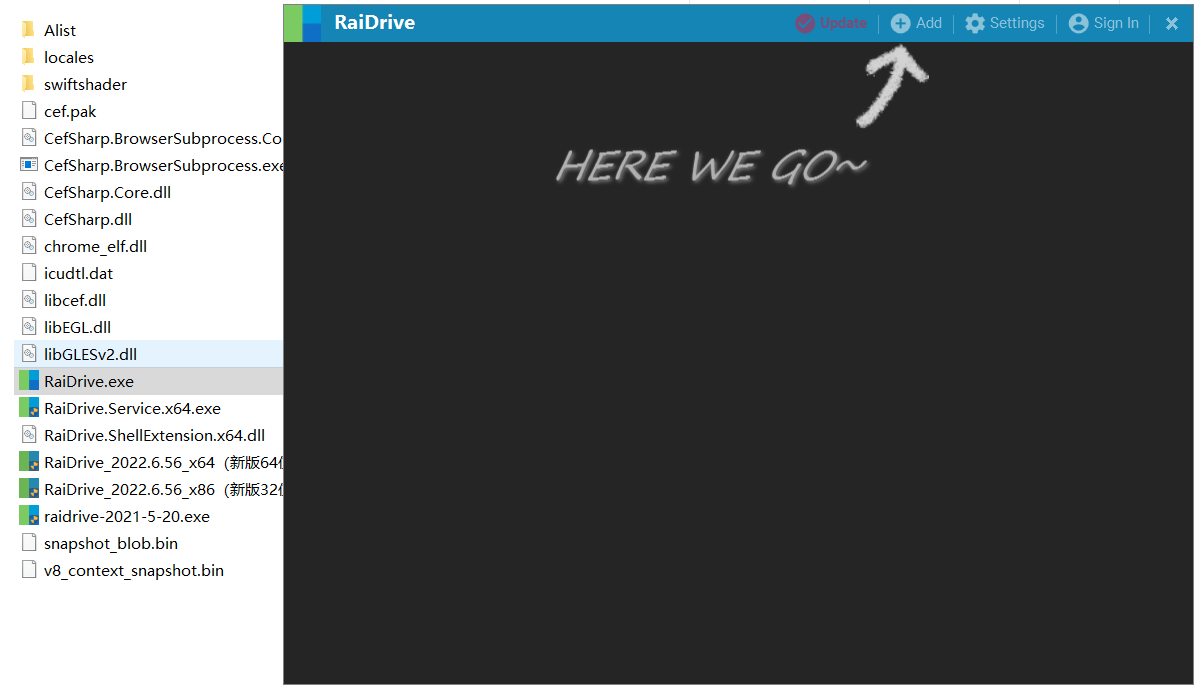 Alist
locales
swiftshader
cef.pak
CefSharp.BrowserSubprocess.Co
CefSharp.BrowserSubprocess.exe
CefSharp.Core.dll
CefSharp.dll
chrome_elf.dll
icudtl.dat
libcef.dll
libEGL.dll
libGLESv2.dll
RaiDrive.exe
RaiDrive.Service.x64.exe
RaiDrive.ShellExtension.x64.dll
RaiDrive_2022.6.56_x64（新版64位
RaiDrive_2022.6.56_x86（新版32位
raidrive-2021-5-20.exe
snapshot_blob.bin
v8_context_snapshot.bin
RaiDrive
Update
Add
Settings
Sign In
HERE WE GO~